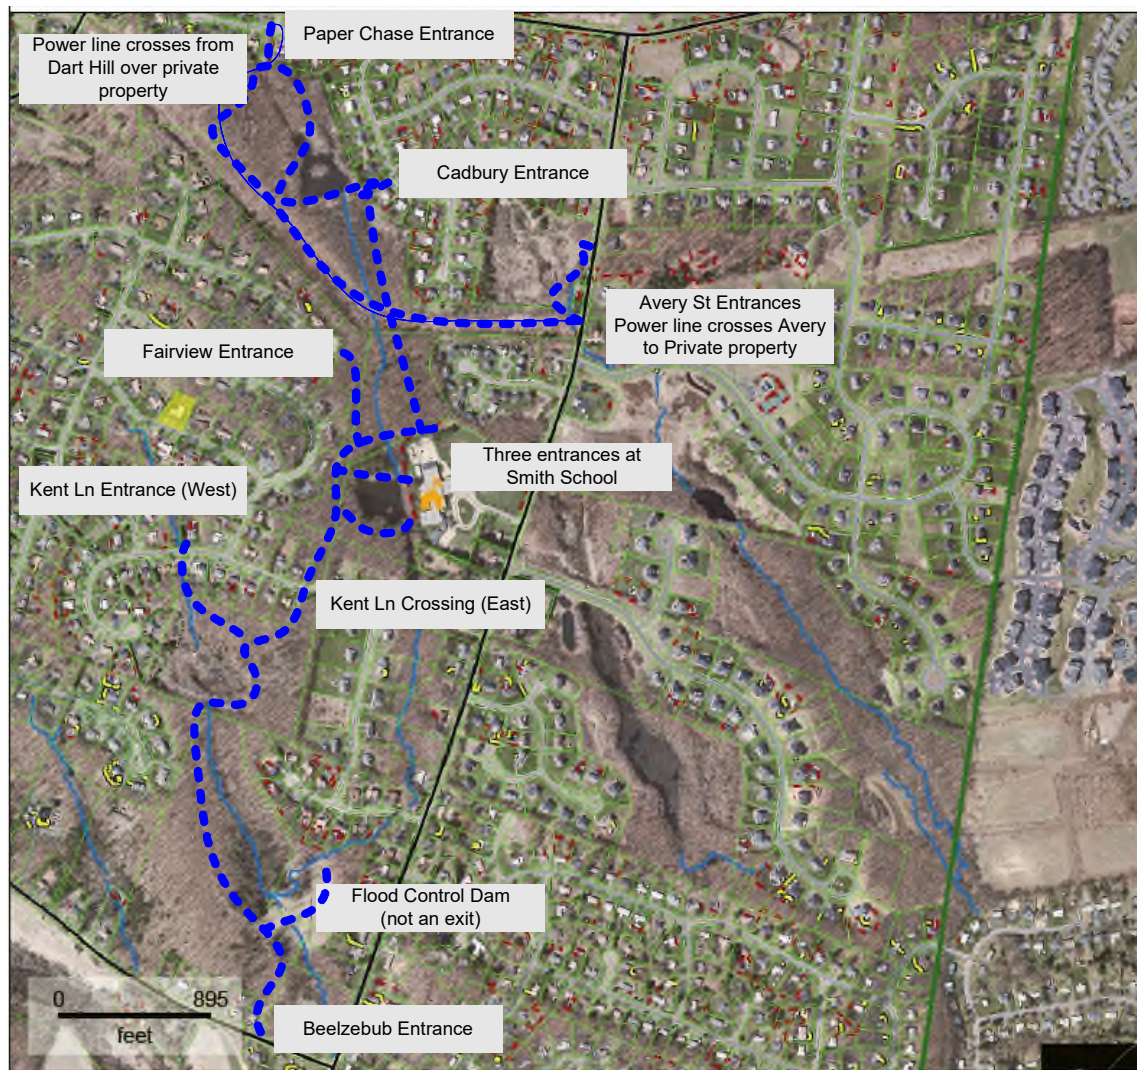 Paper Chase Entrance
Power line crosses from
Dart Hill over private
property
Cadbury Entrance
Avery St Entrances
Power line crosses Avery
to Private property
Fairview Entrance
Three entrances at
Smith School
Kent Ln Entrance (West)
Kent Ln Crossing (East)
Flood Control Dam
(not an exit)
0 895
feet
Beelzebub Entrance